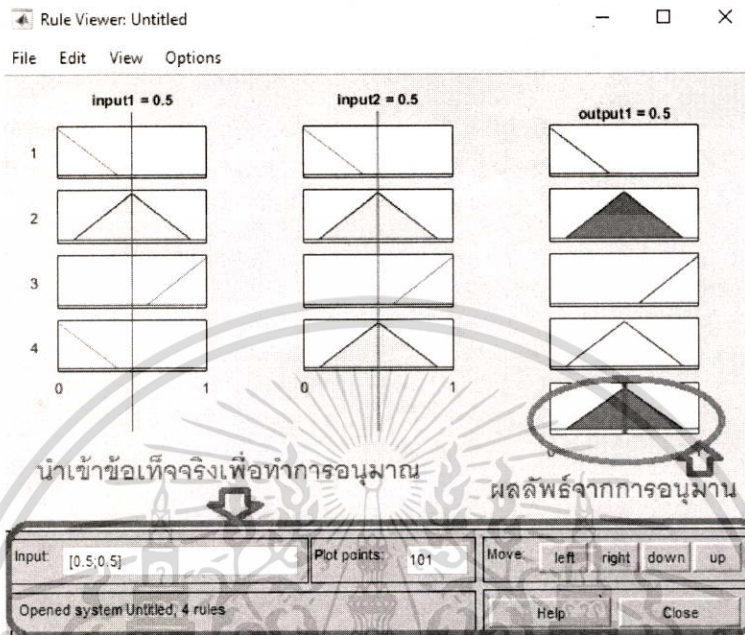 Rule Viewer: Untitled
File Edit View Options
input1 = 0.5 input2 = 0.5 output1 = 0.5
1
2
3
4
0 1 0 1
0
นำเข้าข้อเท็จจริงเพื่อทำการอนุมาณ
ผลลัพธ์จากการอนุมาน
Input: [0.5;0.5] Plot points: 101 Move: left right down up
Opened system Untitled, 4 rules Help Close